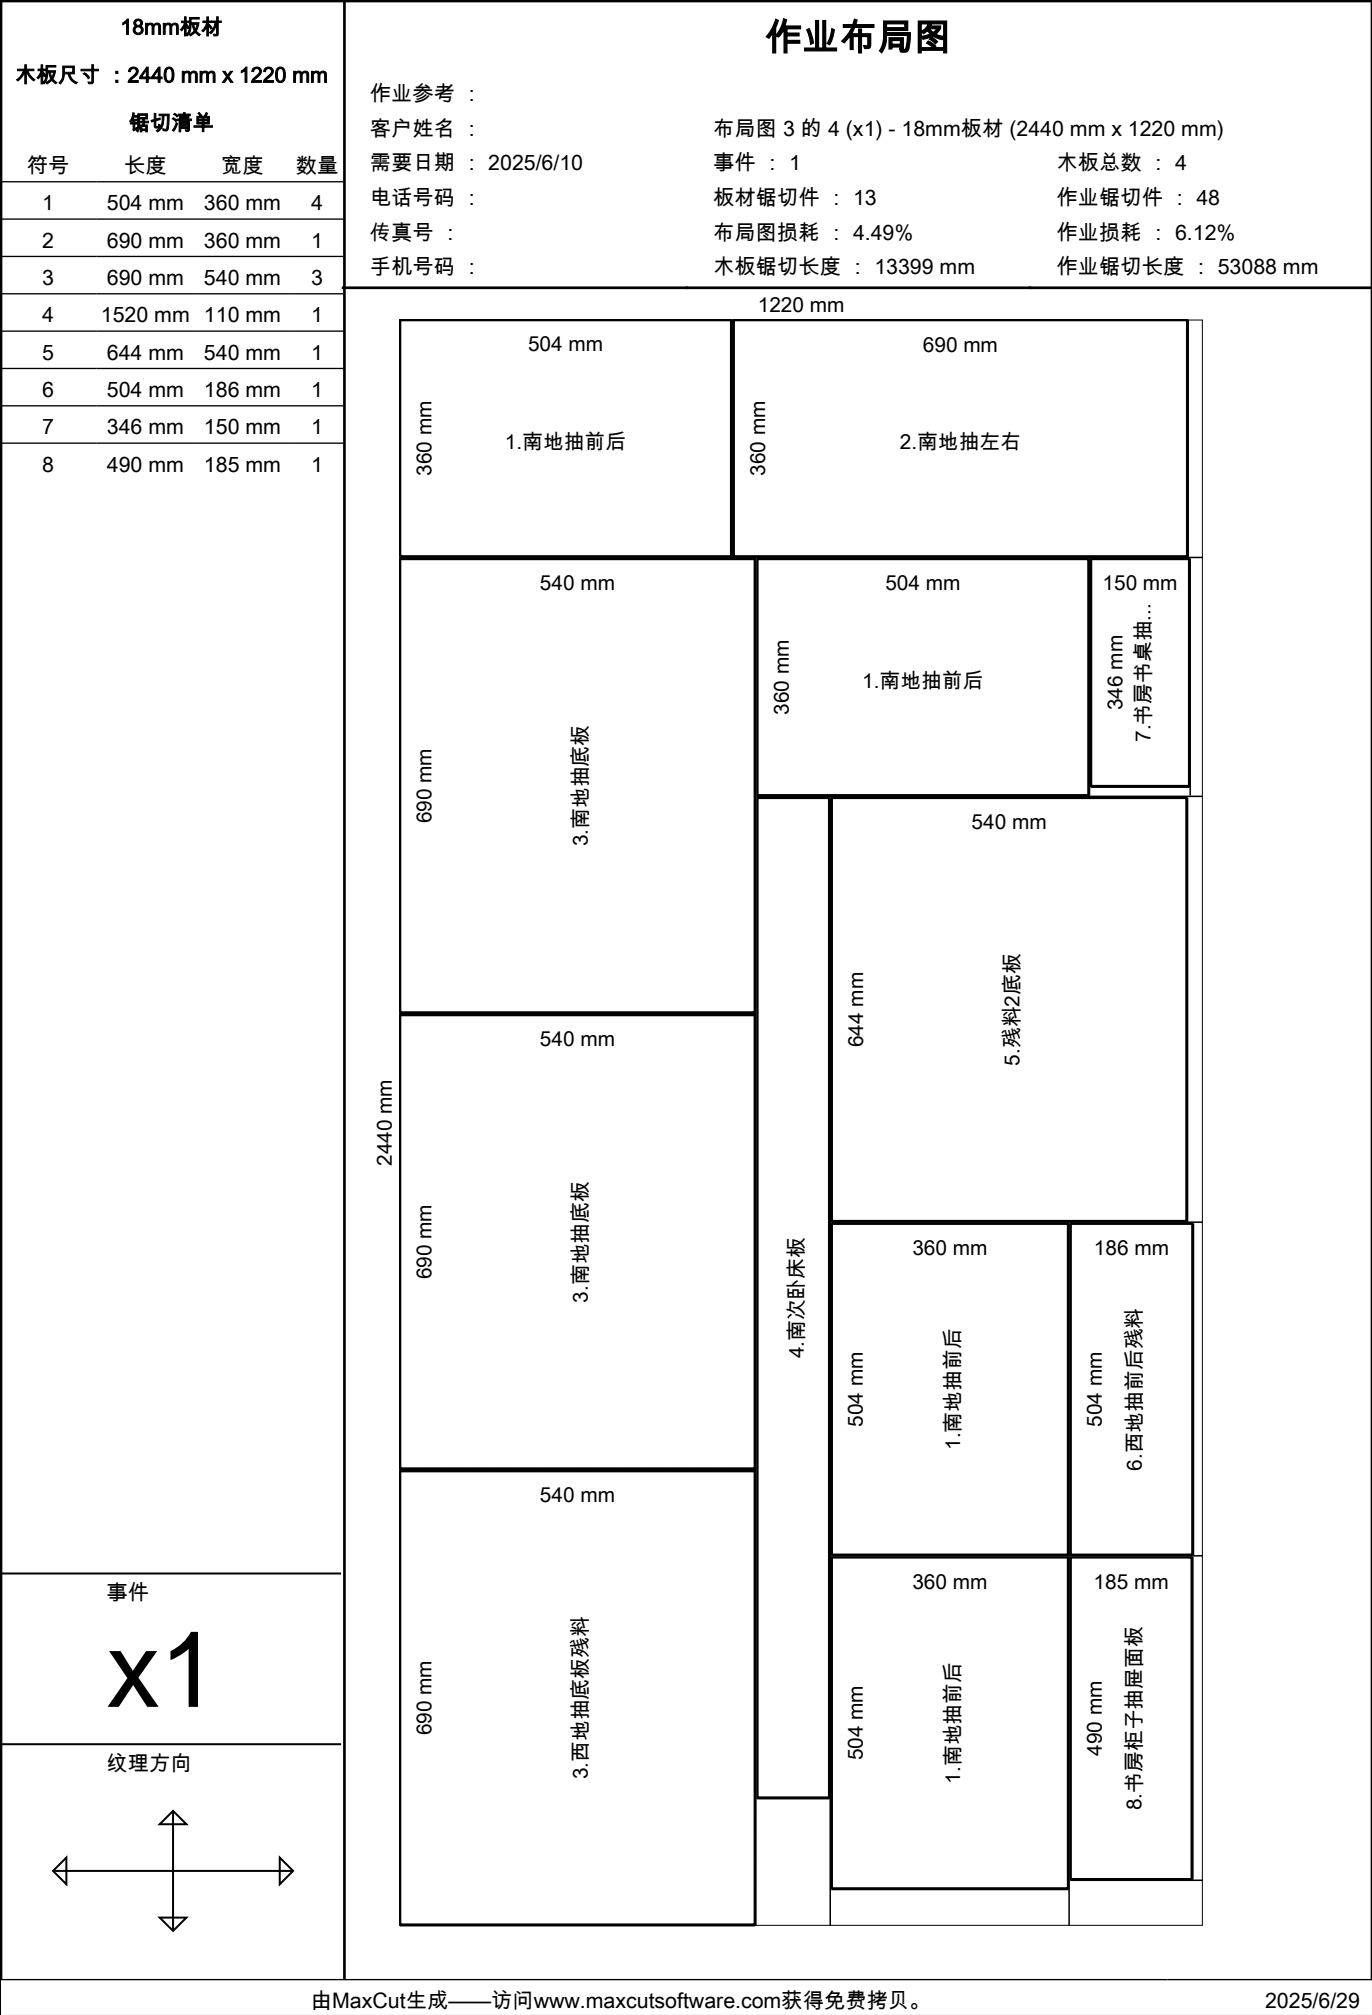 18mm板材
木板尺寸 : 2440 mm x 1220 mm
锯切清单
符号 长度 宽度 数量
1 504 mm 360 mm 4
2 690 mm 360 mm 1
3 690 mm 540 mm 3
4 1520 mm 110 mm 1
5 644 mm 540 mm 1
6 504 mm 186 mm 1
7 346 mm 150 mm 1
8 490 mm 185 mm 1
事件
x1
纹理方向
作业布局图
作业参考 :
客户姓名 : 布局图 3 的 4 (x1) - 18mm板材 (2440 mm x 1220 mm)
需要日期 : 2025/6/10 事件 : 1 木板总数 : 4
电话号码 : 板材锯切件 : 13 作业锯切件 : 48
传真号 : 布局图损耗 : 4.49% 作业损耗 : 6.12%
手机号码 : 木板锯切长度 : 13399 mm 作业锯切长度 : 53088 mm
1220 mm
2440 mm
504 mm
360 mm
1.南地抽前后
690 mm
360 mm
2.南地抽左右
540 mm
690 mm
3.南地抽底板
504 mm
360 mm
1.南地抽前后
150 mm
346 mm
7.书房书桌抽...
540 mm
644 mm
5.残料2底板
540 mm
690 mm
3.南地抽底板
4.南次卧床板
360 mm
504 mm
1.南地抽前后
186 mm
504 mm
6.西地抽前后残料
540 mm
690 mm
3.西地抽底板残料
360 mm
504 mm
1.南地抽前后
185 mm
490 mm
8.书房柜子抽屉面板
由MaxCut生成——访问www.maxcutsoftware.com获得免费拷贝。
2025/6/29